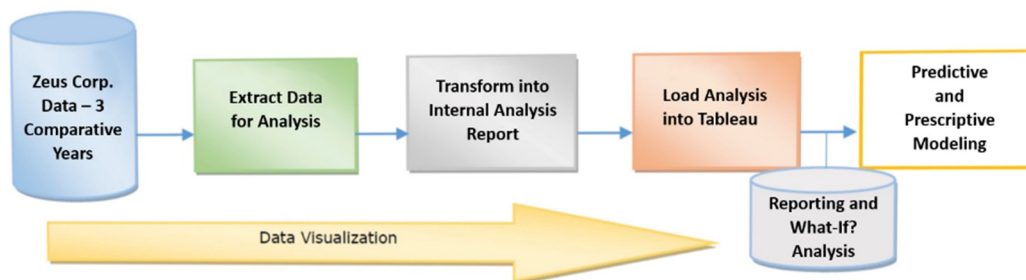 Zeus Corp.
Data – 3
Comparative
Years
Extract Data
for Analysis
Transform into
Internal Analysis
Report
Load Analysis
into Tableau
Predictive
and
Prescriptive
Modeling
Reporting and
What-If?
Analysis
Data Visualization